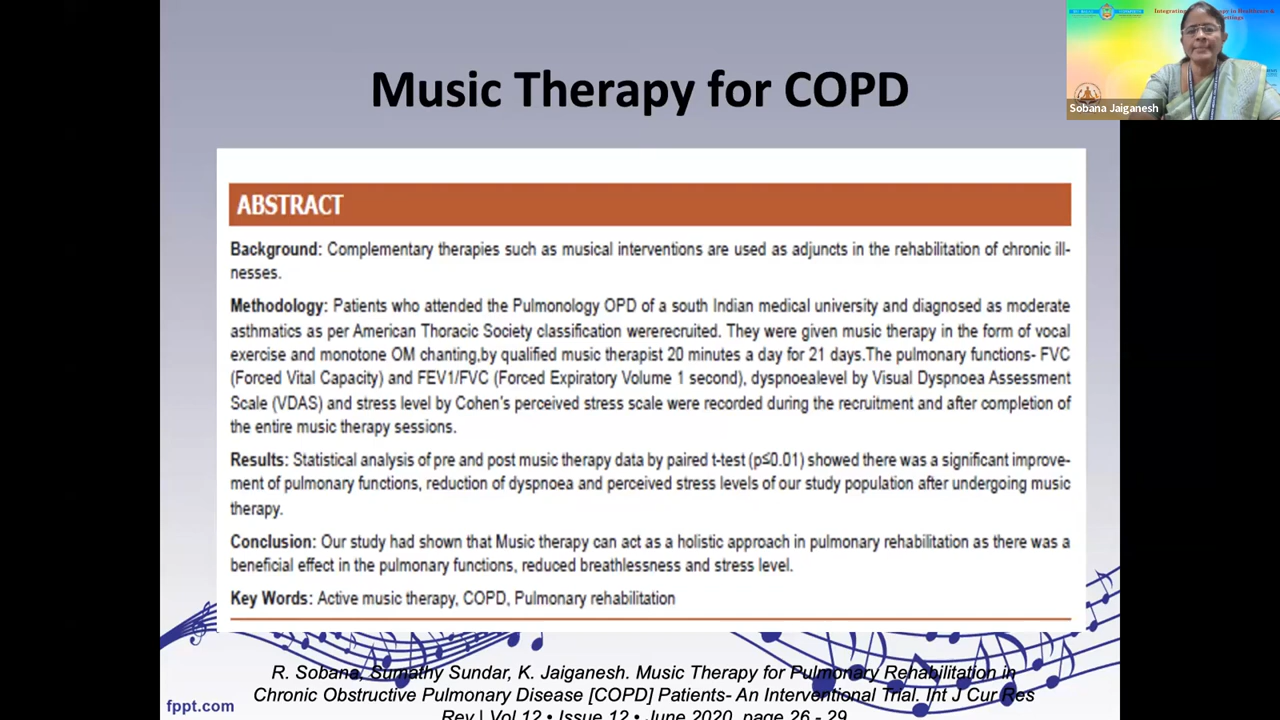 Integrating
Sobana Jaiganesh
Music Therapy for COPD
ABSTRACT
Background: Complementary therapies such as musical interventions are used as adjuncts in the rehabilitation of chronic ill-
nesses.
Methodology: Patients who attended the Pulmonology OPD of a south Indian medical university and diagnosed as moderate
asthmatics as per American Thoracic Society classification wererecruited. They were given music therapy in the form of vocal
exercise and monotone OM chanting,by qualified music therapist 20 minutes a day for 21 days.The pulmonary functions- FVC
(Forced Vital Capacity) and FEV1/FVC (Forced Expiratory Volume 1 second), dyspnoealevel by Visual Dyspnoea Assessment
Scale (VDAS) and stress level by Cohen's perceived stress scale were recorded during the recruitment and after completion of
the entire music therapy sessions.
Results: Statistical analysis of pre and post music therapy data by paired t-test (p≤0.01) showed there was a significant improve-
ment of pulmonary functions, reduction of dyspnoea and perceived stress levels of our study population after undergoing music
therapy.
Conclusion: Our study had shown that Music therapy can act as a holistic approach in pulmonary rehabilitation as there was a
beneficial effect in the pulmonary functions, reduced breathlessness and stress level.
Key Words: Active music therapy, COPD, Pulmonary rehabilitation
R. Sobana, Sumathy Sundar, K. Jaiganesh. Music Therapy for Pulmonary Rehabilitation in
Chronic Obstructive Pulmonary Disease [COPD] Patients- An Interventional Trial. Int J Cur Res
Rev | Vol 12 • Issue 12 • June 2020, page 26 - 29
fppt.com